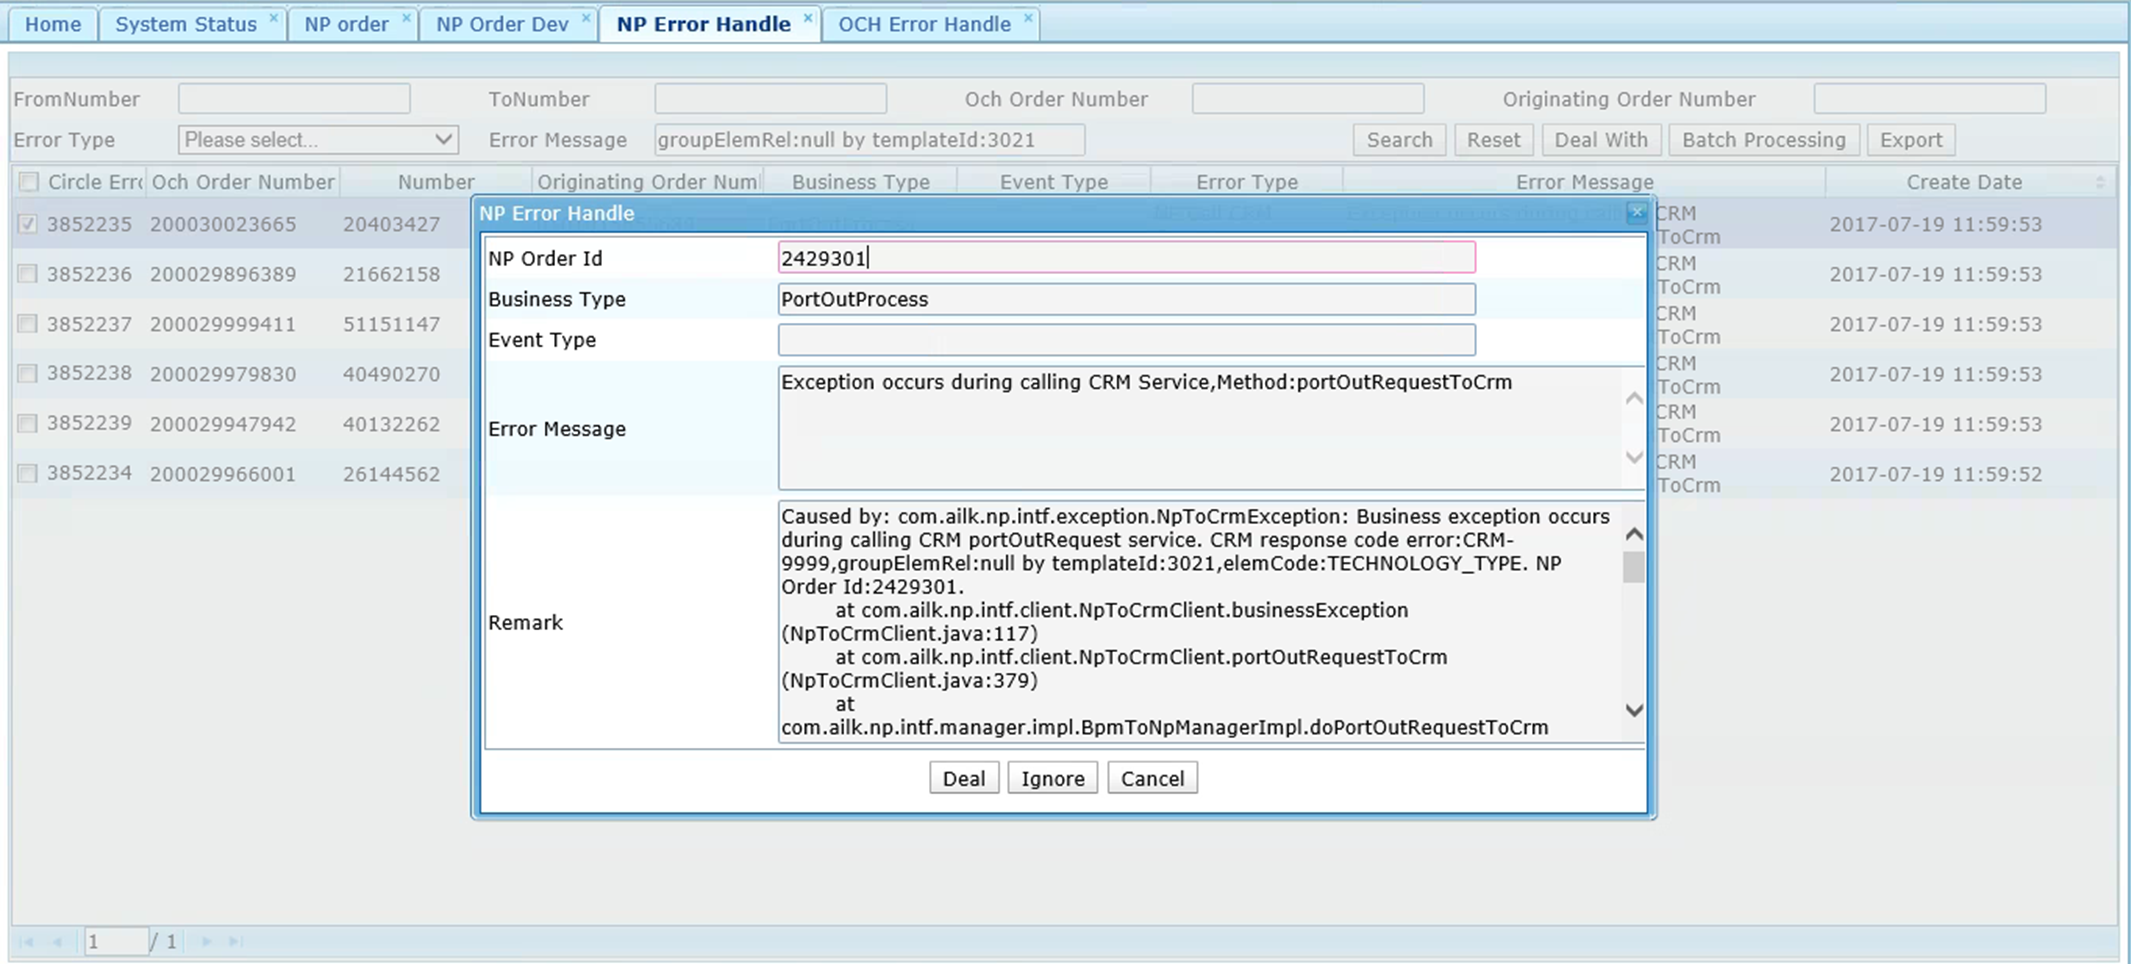 Home System Status NP order NP Order Dev NP Error Handle OCH Error Handle
FromNumber ToNumber Och Order Number Originating Order Number
Error Type Please select... Error Message groupElemRel:null by templateId:3021 Search Reset Deal With Batch Processing Export
Circle Erro Och Order Number Number Originating Order Num Business Type Event Type Error Type Error Message Create Date
3852235 200030023665 20403427 CRM ToCrm 2017-07-19 11:59:53
3852236 200029896389 21662158 CRM ToCrm 2017-07-19 11:59:53
3852237 200029999411 51151147 CRM ToCrm 2017-07-19 11:59:53
3852238 200029979830 40490270 CRM ToCrm 2017-07-19 11:59:53
3852239 200029947942 40132262 CRM ToCrm 2017-07-19 11:59:53
3852234 200029966001 26144562 CRM ToCrm 2017-07-19 11:59:52
NP Error Handle
NP Order Id 2429301
Business Type PortOutProcess
Event Type
Error Message Exception occurs during calling CRM Service,Method:portOutRequestToCrm
Remark
Caused by: com.ailk.np.intf.exception.NpToCrmException: Business exception occurs
during calling CRM portOutRequest service. CRM response code error:CRM-
9999,groupElemRel:null by templateId:3021,elemCode:TECHNOLOGY_TYPE. NP
Order Id:2429301.
at com.ailk.np.intf.client.NpToCrmClient.businessException
(NpToCrmClient.java:117)
at com.ailk.np.intf.client.NpToCrmClient.portOutRequestToCrm
(NpToCrmClient.java:379)
at
com.ailk.np.intf.manager.impl.BpmToNpManagerImpl.doPortOutRequestToCrm
Deal Ignore Cancel
1 / 1